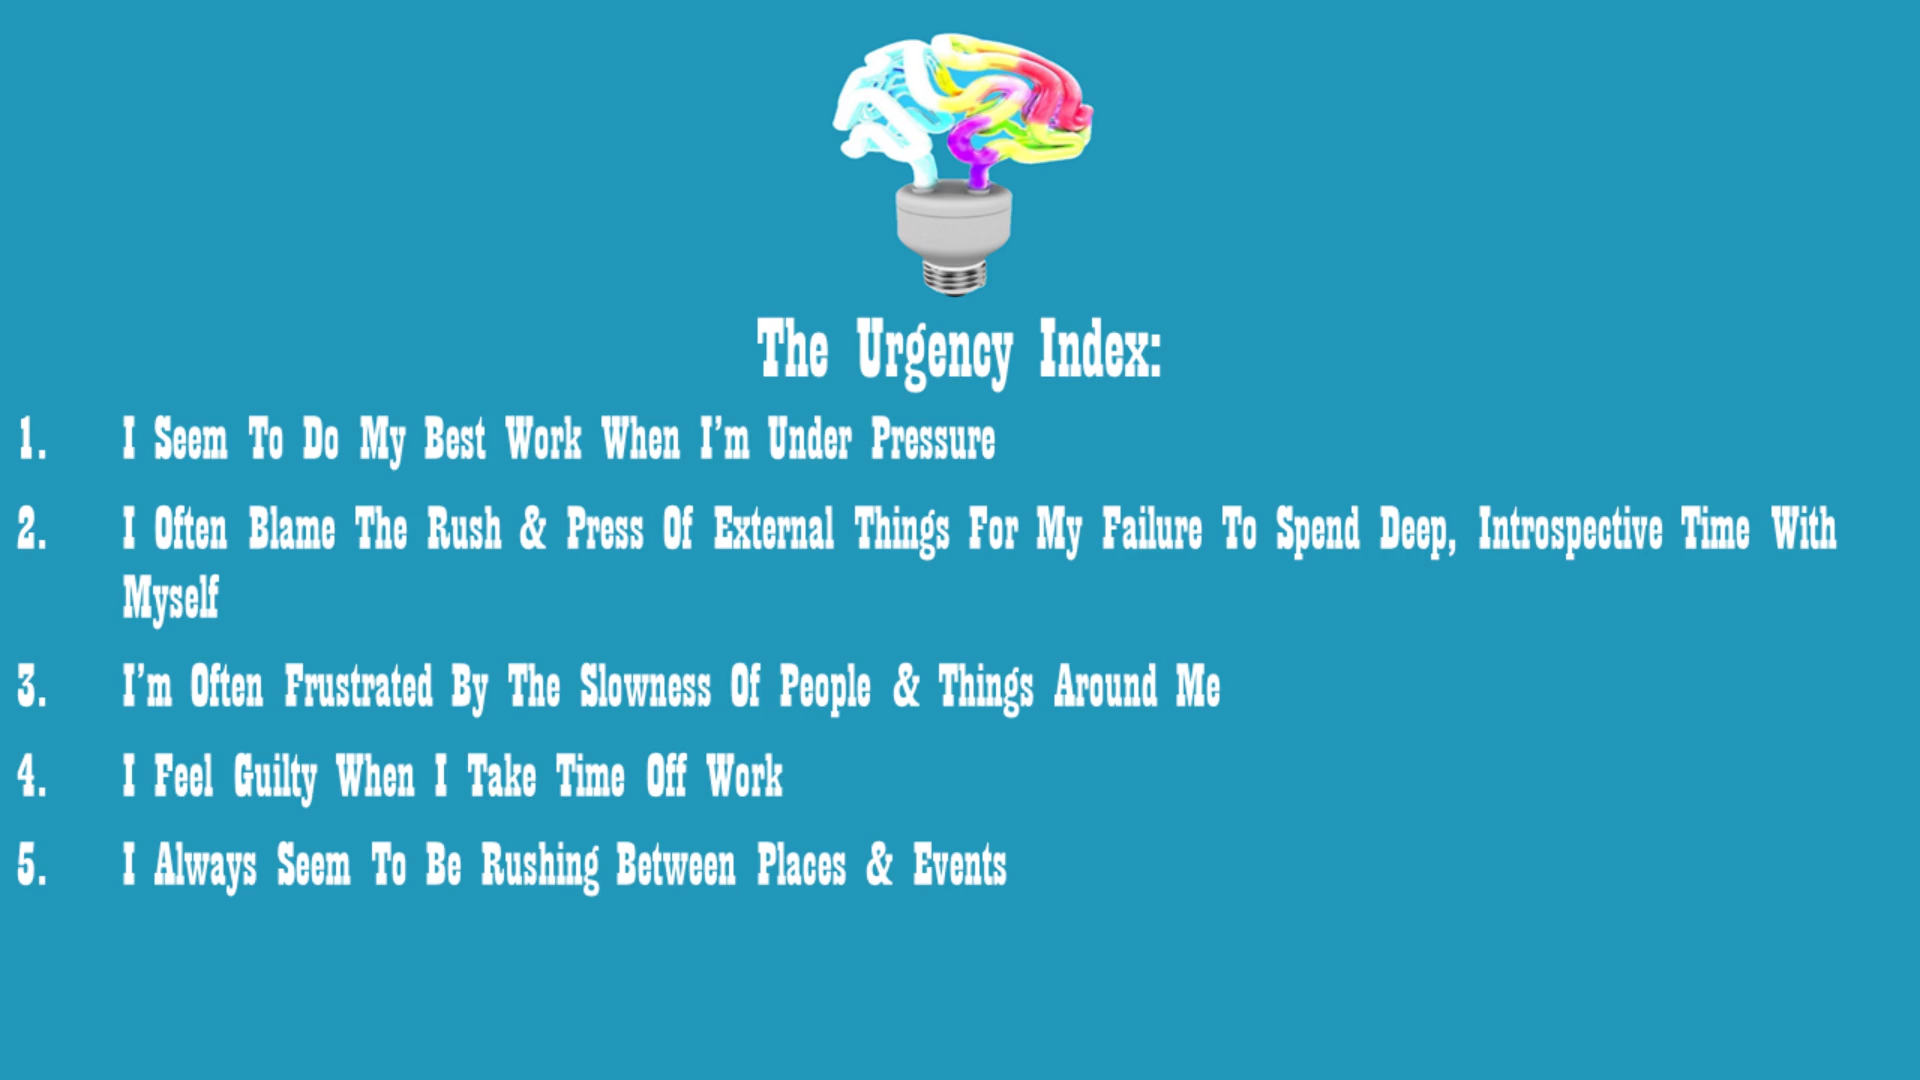 The Urgency Index:
1. I Seem To Do My Best Work When I’m Under Pressure
2. I Often Blame The Rush & Press Of External Things For My Failure To Spend Deep, Introspective Time With
Myself
3. I’m Often Frustrated By The Slowness Of People & Things Around Me
4. I Feel Guilty When I Take Time Off Work
5. I Always Seem To Be Rushing Between Places & Events